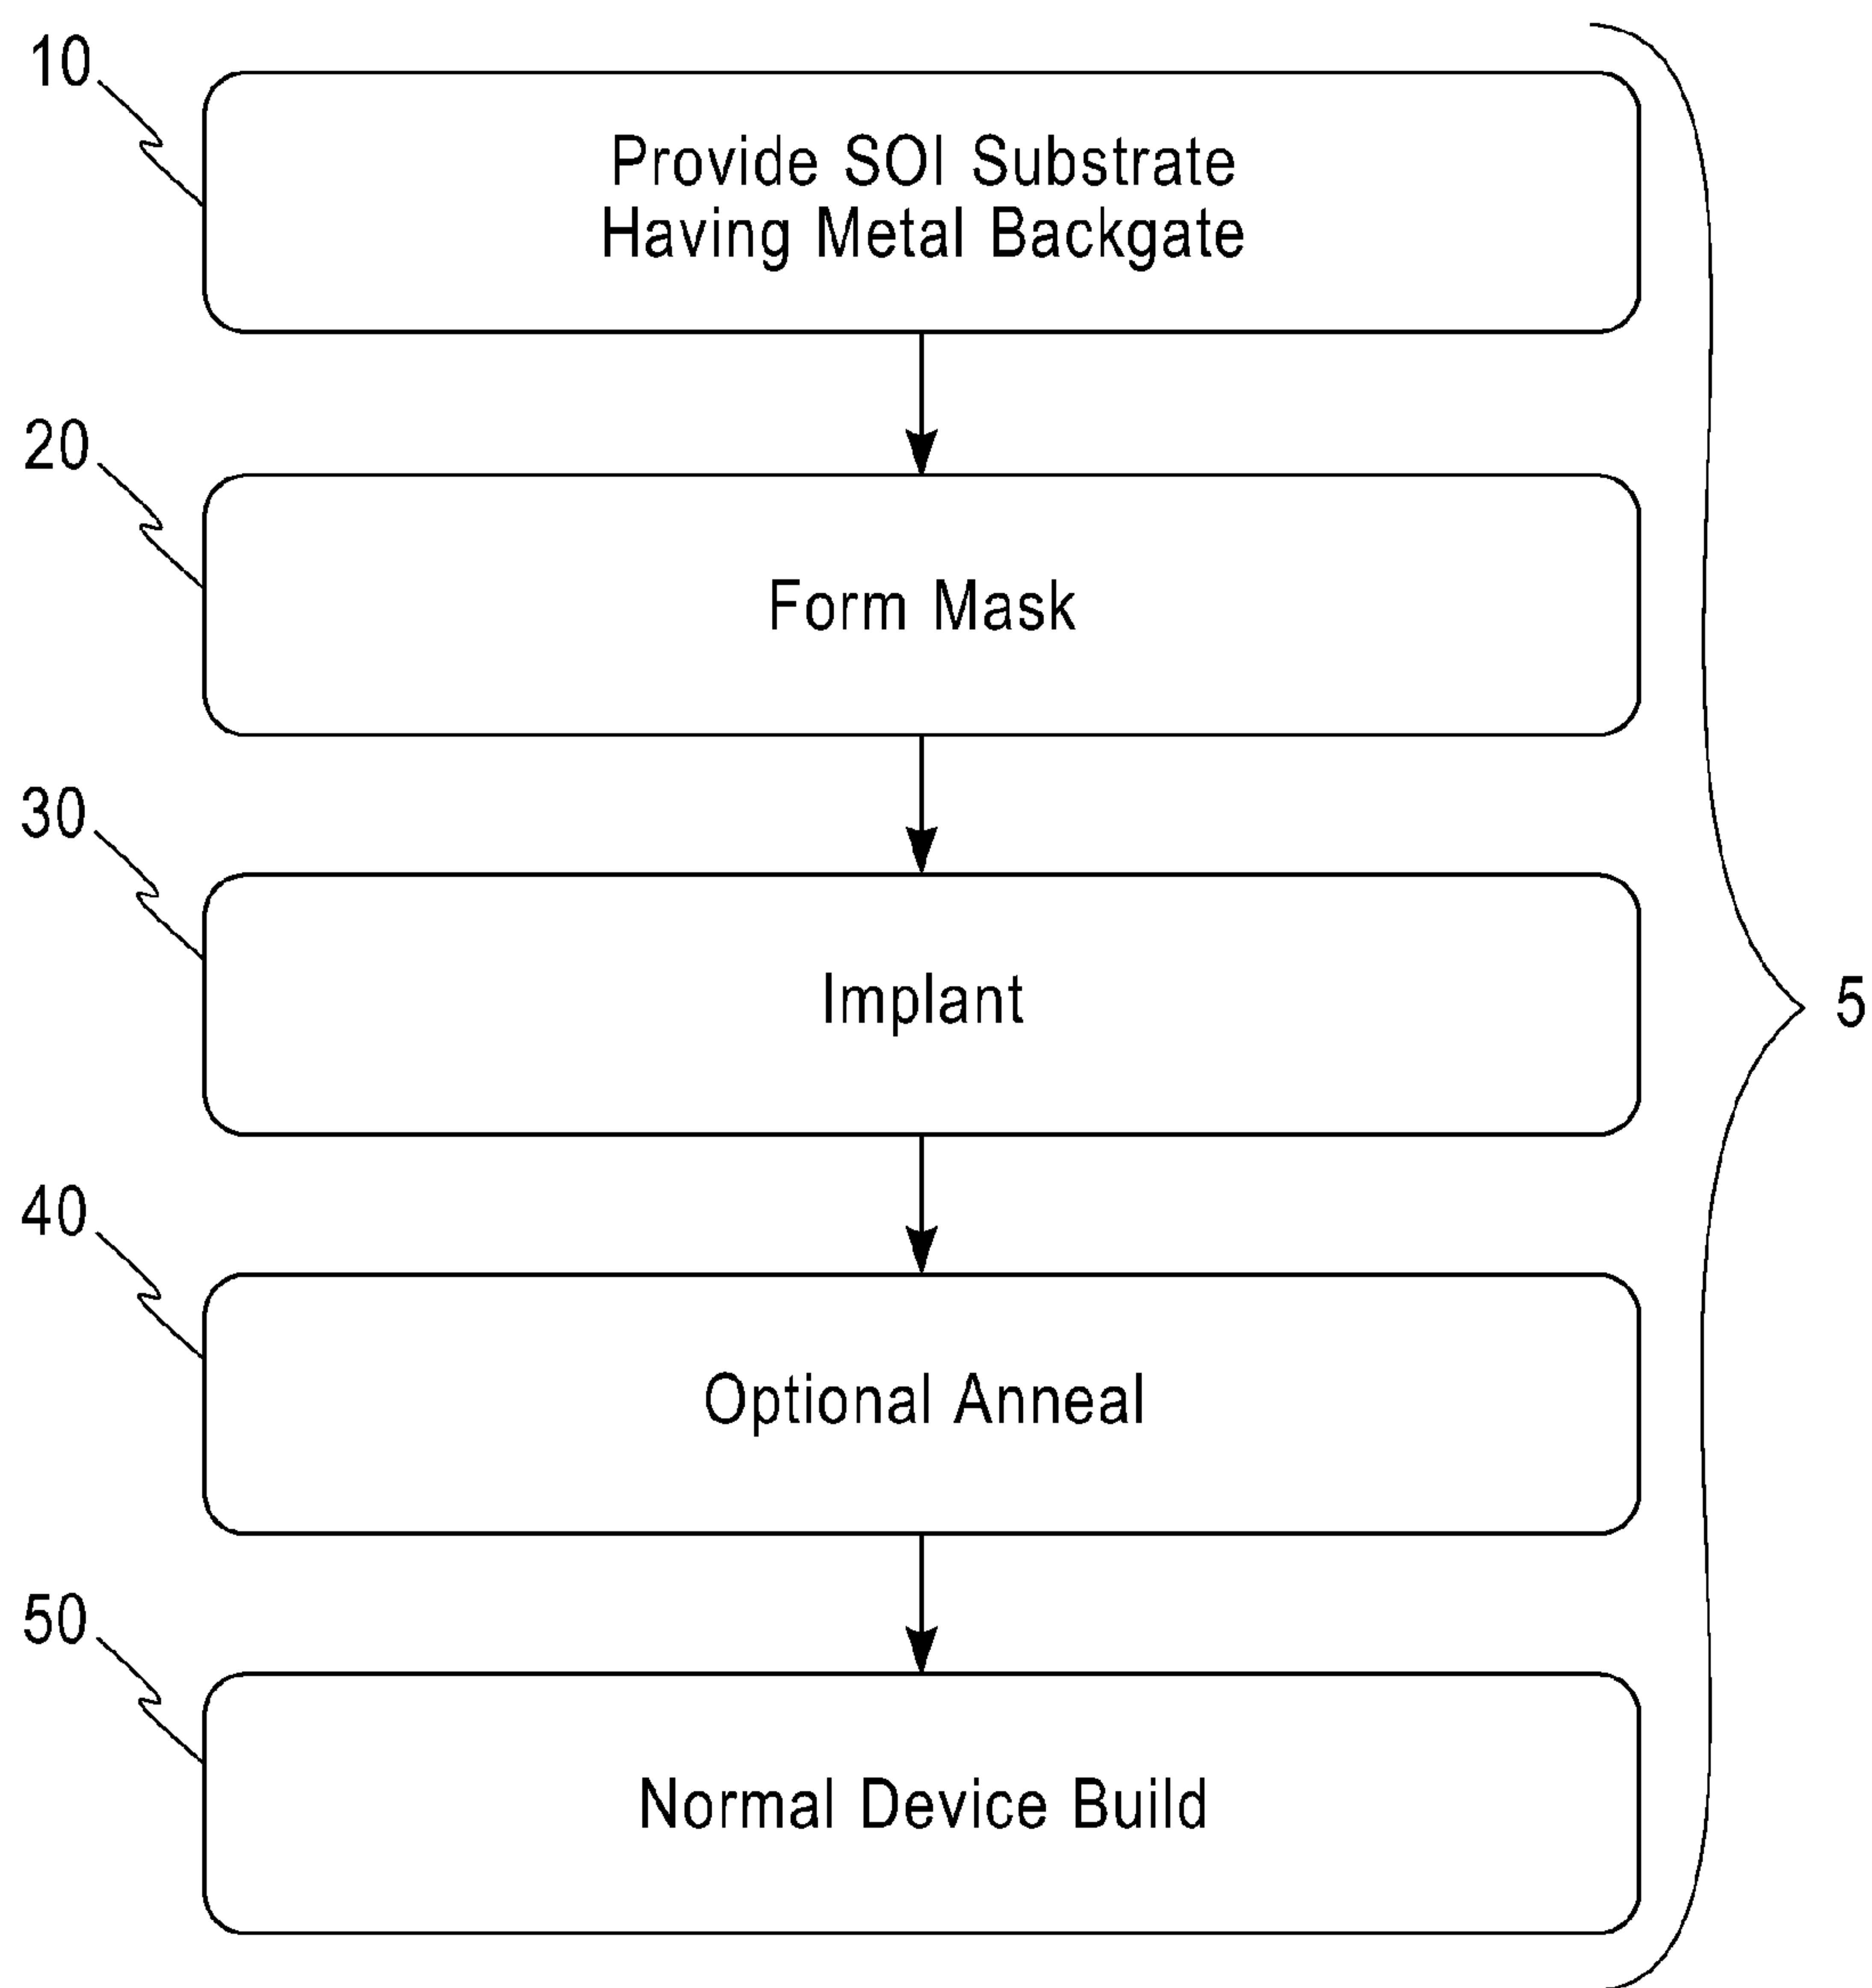 10
Provide SOI Substrate
Having Metal Backgate
20
Form Mask
30
Implant
5
40
Optional Anneal
50
Normal Device Build